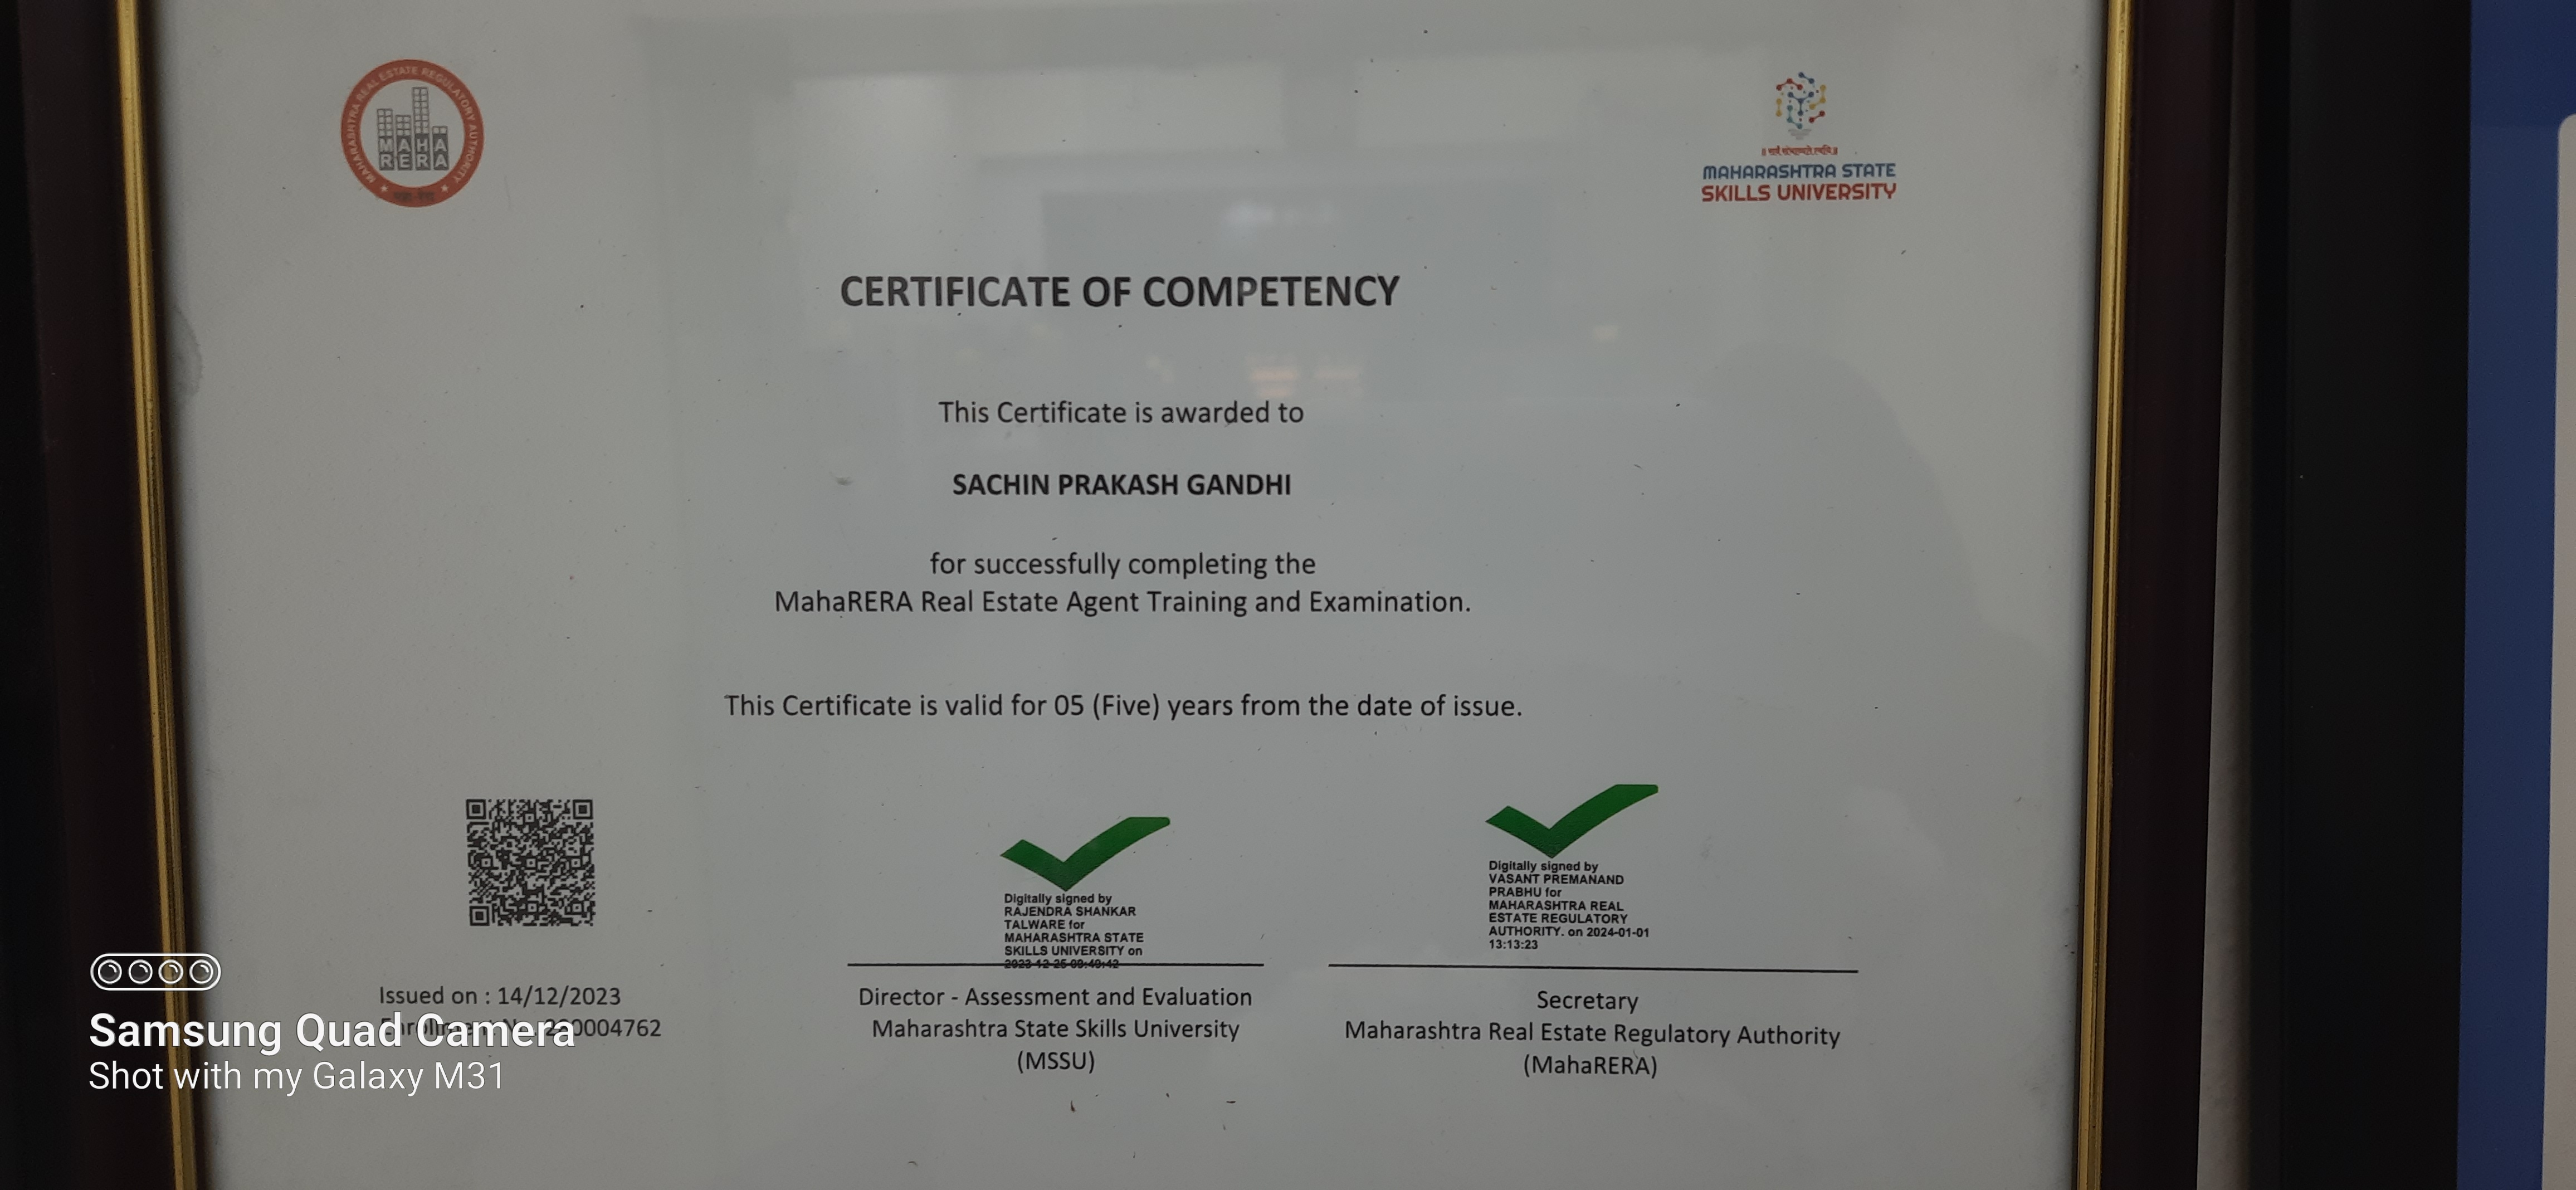 MAHARASHTRA REAL ESTATE REGULATORY AUTHORITY
MAHA
RERA
MAHARASHTRA STATE
SKILLS UNIVERSITY
CERTIFICATE OF COMPETENCY
This Certificate is awarded to
SACHIN PRAKASH GANDHI
for successfully completing the
MahaRERA Real Estate Agent Training and Examination.
This Certificate is valid for 05 (Five) years from the date of issue.
Digitally signed by
RAJENDRA SHANKAR
TALWARE for
MAHARASHTRA STATE
SKILLS UNIVERSITY on
Digitally signed by
VASANT PREMANAND
PRABHU for
MAHARASHTRA REAL
ESTATE REGULATORY
AUTHORITY. on 2024-01-01
13:13:23
Issued on : 14/12/2023
Director - Assessment and Evaluation
Maharashtra State Skills University
(MSSU)
Secretary
Maharashtra Real Estate Regulatory Authority
(MahaRERA)
Samsung Quad Camera
Shot with my Galaxy M31